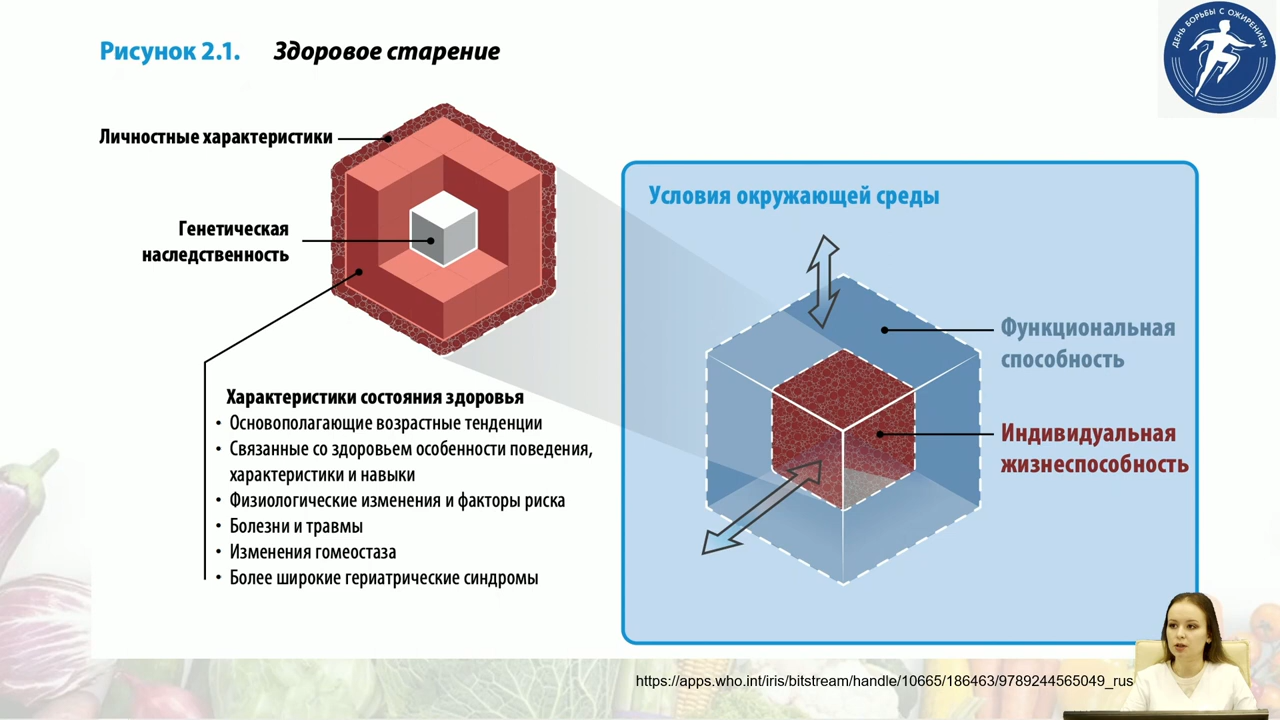 Рисунок 2.1. Здоровое старение
ДЕНЬ БОРЬБЫ С ОЖИРЕНИЕМ
Личностные характеристики
Генетическая
наследственность
Характеристики состояния здоровья
• Основополагающие возрастные тенденции
• Связанные со здоровьем особенности поведения,
характеристики и навыки
• Физиологические изменения и факторы риска
• Болезни и травмы
• Изменения гомеостаза
• Более широкие гериатрические синдромы
Условия окружающей среды
Функциональная
способность
Индивидуальная
жизнеспособность
https://apps.who.int/iris/bitstream/handle/10665/186463/9789244565049_rus